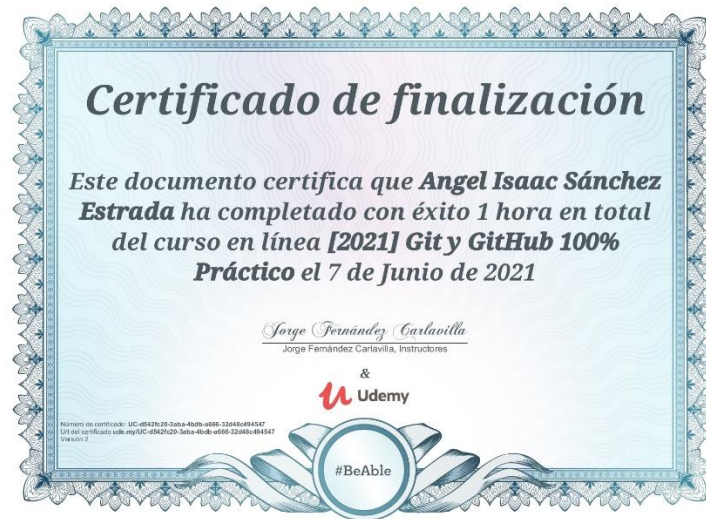 Certificado de finalización
Este documento certifica que Angel Isaac Sánchez
Estrada ha completado con éxito 1 hora en total
del curso en línea [2021] Git y GitHub 100%
Práctico el 7 de Junio de 2021
Jorge Fernández Carlavilla
Jorge Fernández Carlavilla, Instructores
&
Udemy
Número de certificado: UC-d542fc20-3aba-4bdb-a666-32d48c494547
Url del certificado ude.my/UC-d542fc20-3aba-4bdb-a666-32d48c494547
Versión 2
#BeAble